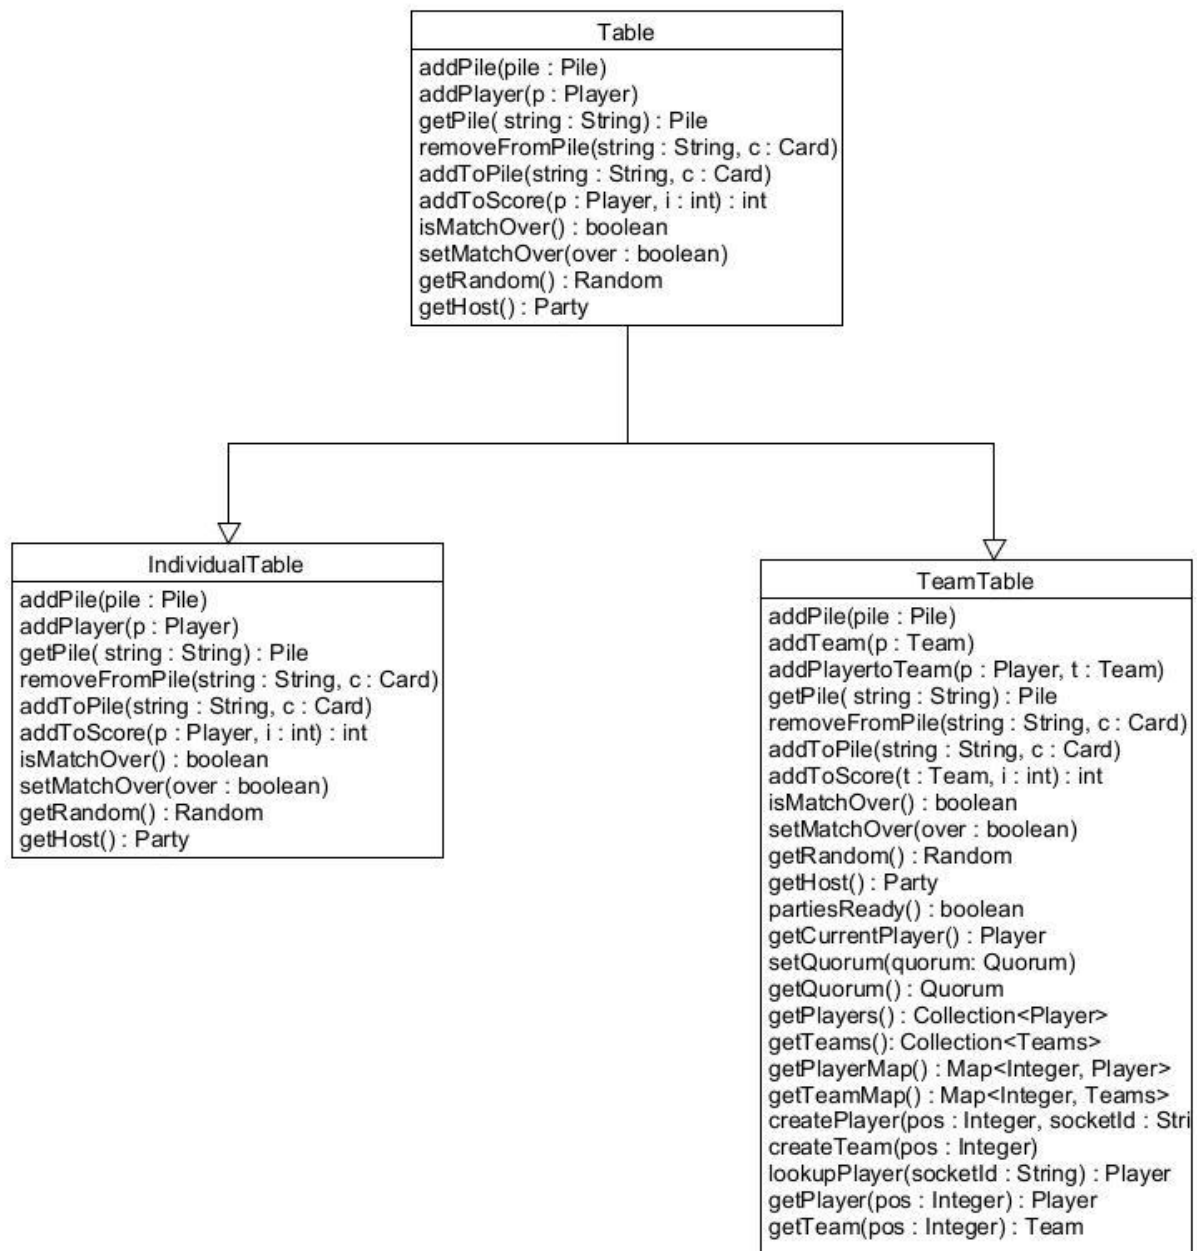 Table
addPile(pile : Pile)
addPlayer(p : Player)
getPile( string : String) : Pile
removeFromPile(string : String, c : Card)
addToPile(string : String, c : Card)
addToScore(p : Player, i : int) : int
isMatchOver() : boolean
setMatchOver(over : boolean)
getRandom() : Random
getHost() : Party
IndividualTable
addPile(pile : Pile)
addPlayer(p : Player)
getPile( string : String) : Pile
removeFromPile(string : String, c : Card)
addToPile(string : String, c : Card)
addToScore(p : Player, i : int) : int
isMatchOver() : boolean
setMatchOver(over : boolean)
getRandom() : Random
getHost() : Party
TeamTable
addPile(pile : Pile)
addTeam(p : Team)
addPlayertoTeam(p : Player, t : Team)
getPile( string : String) : Pile
removeFromPile(string : String, c : Card)
addToPile(string : String, c : Card)
addToScore(t : Team, i : int) : int
isMatchOver() : boolean
setMatchOver(over : boolean)
getRandom() : Random
getHost() : Party
partiesReady() : boolean
getCurrentPlayer() : Player
setQuorum(quorum: Quorum)
getQuorum() : Quorum
getPlayers() : Collection<Player>
getTeams(): Collection<Teams>
getPlayerMap() : Map<Integer, Player>
getTeamMap() : Map<Integer, Teams>
createPlayer(pos : Integer, socketId : Stri
createTeam(pos : Integer)
lookupPlayer(socketId : String) : Player
getPlayer(pos : Integer) : Player
getTeam(pos : Integer) : Team